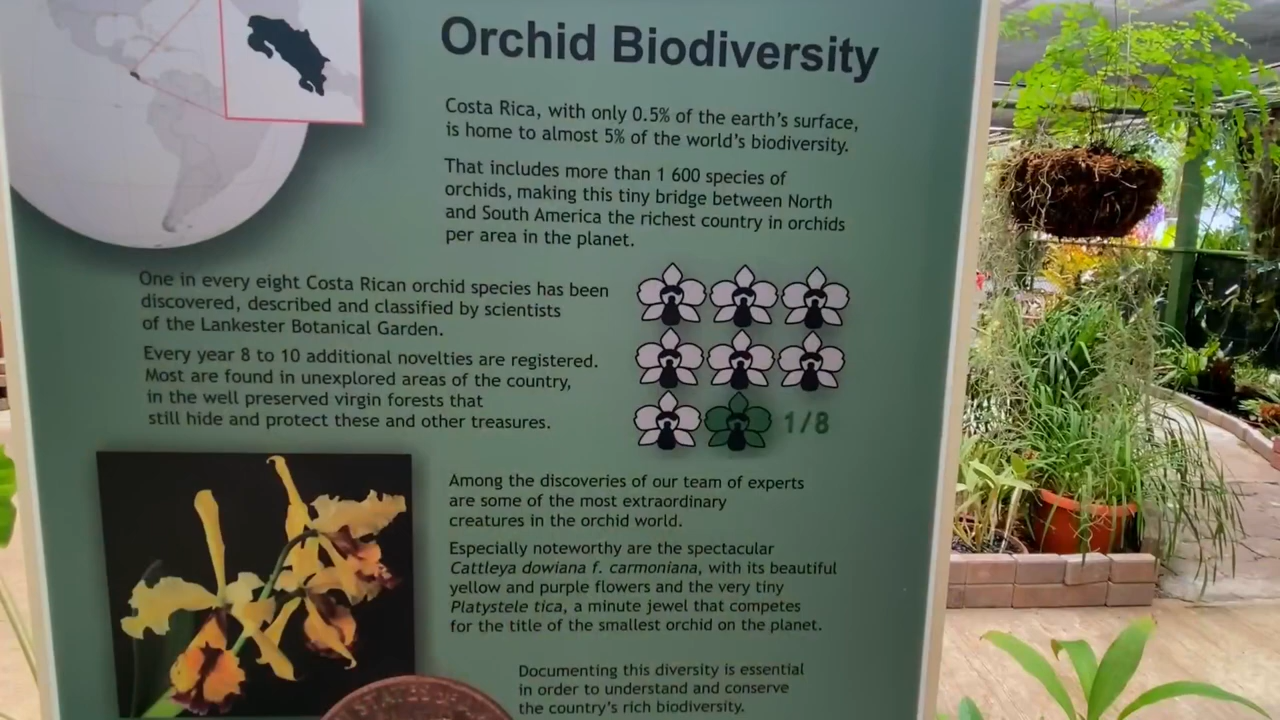 Orchid Biodiversity
Costa Rica, with only 0.5% of the earth's surface,
is home to almost 5% of the world's biodiversity.
That includes more than 1 600 species of
orchids, making this tiny bridge between North
and South America the richest country in orchids
per area in the planet.
One in every eight Costa Rican orchid species has been
discovered, described and classified by scientists
of the Lankester Botanical Garden.
Every year 8 to 10 additional novelties are registered.
Most are found in unexplored areas of the country,
in the well preserved virgin forests that
still hide and protect these and other treasures.
1/8
Among the discoveries of our team of experts
are some of the most extraordinary
creatures in the orchid world.
Especially noteworthy are the spectacular
Cattleya dowiana f. carmoniana, with its beautiful
yellow and purple flowers and the very tiny
Platystele tica, a minute jewel that competes
for the title of the smallest orchid on the planet.
Documenting this diversity is essential
in order to understand and conserve
the country's rich biodiversity.